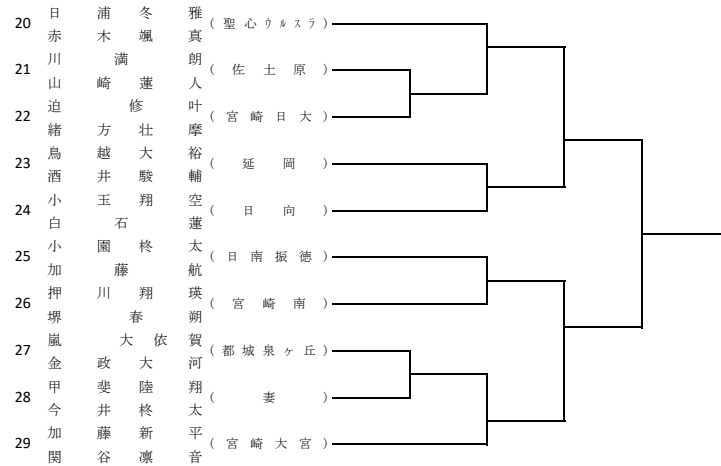 日浦冬雅
20 (聖心ウルスラ)
赤木颯真
川満朗
21 (佐土原)
山崎蓮人
迫修叶
22 (宮崎日大)
緒方壮摩
鳥越大裕
23 (延岡)
酒井駿輔
小玉翔空
24 (日向)
白石蓮
小園柊太
25 (日南振徳)
加藤航
押川翔瑛
26 (宮崎南)
堺春朔
嵐大依賀
27 (都城泉ヶ丘)
金政大河
甲斐陸翔
28 (妻)
今井柊太
加藤新平
29 (宮崎大宮)
関谷凛音